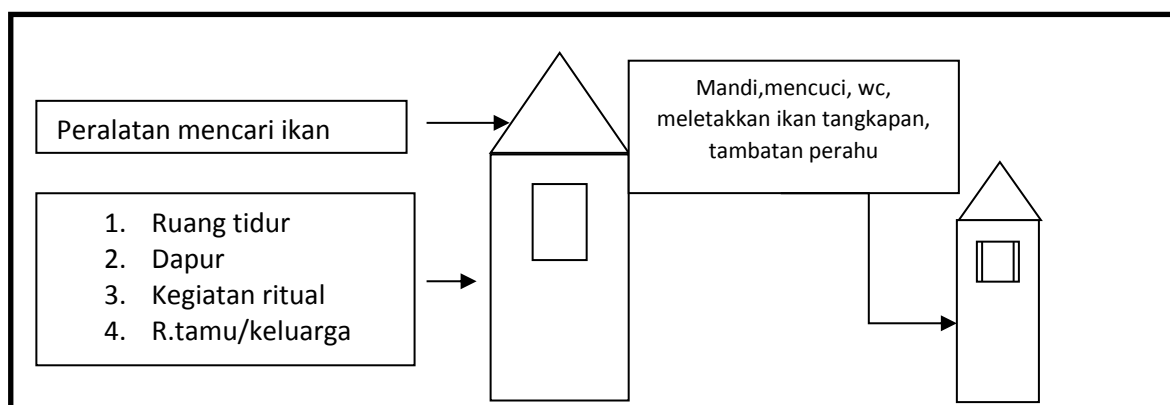 Peralatan mencari ikan
Mandi,mencuci, wc,
meletakkan ikan tangkapan,
tambatan perahu
1. Ruang tidur
2. Dapur
3. Kegiatan ritual
4. R.tamu/keluarga